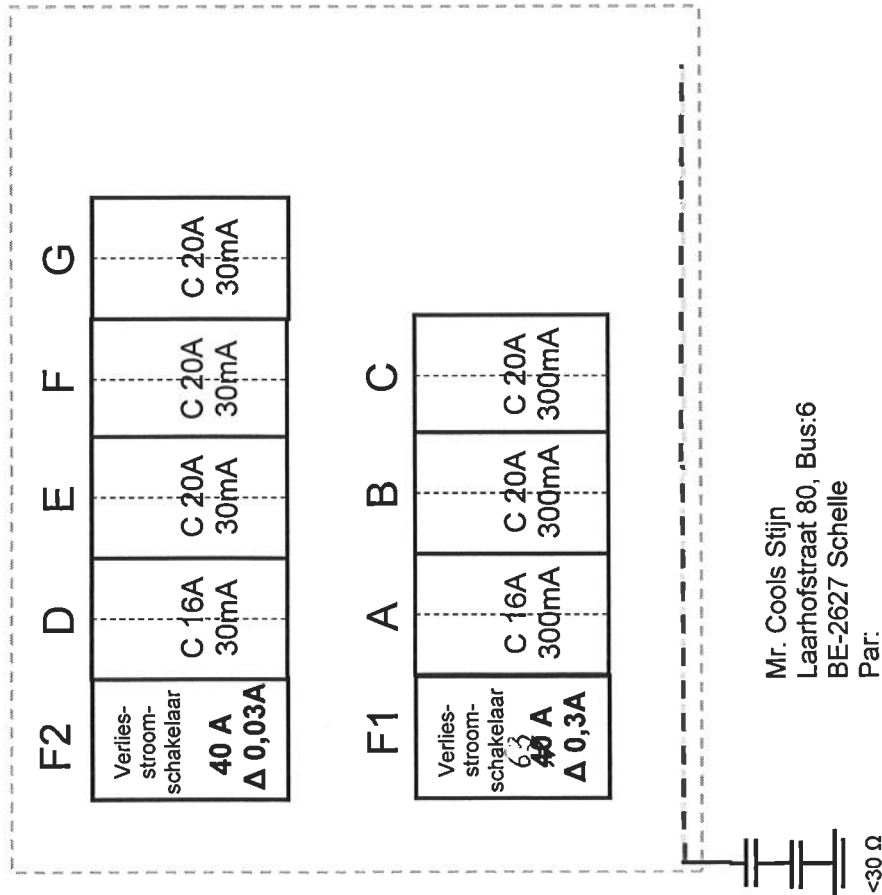 F2
D
E
F
G
Verlies-
stroom-
schakelaar
40 A
Δ 0,03A
C 16A
30mA
C 20A
30mA
C 20A
30mA
C 20A
30mA
F1
A
B
C
Verlies-
stroom-
schakelaar
63
40 A
Δ 0,3A
C 16A
300mA
C 20A
300mA
C 20A
300mA
<30 Ω
Mr. Cools Stijn
Laarhofstraat 80, Bus:6
BE-2627 Schelle
Par: